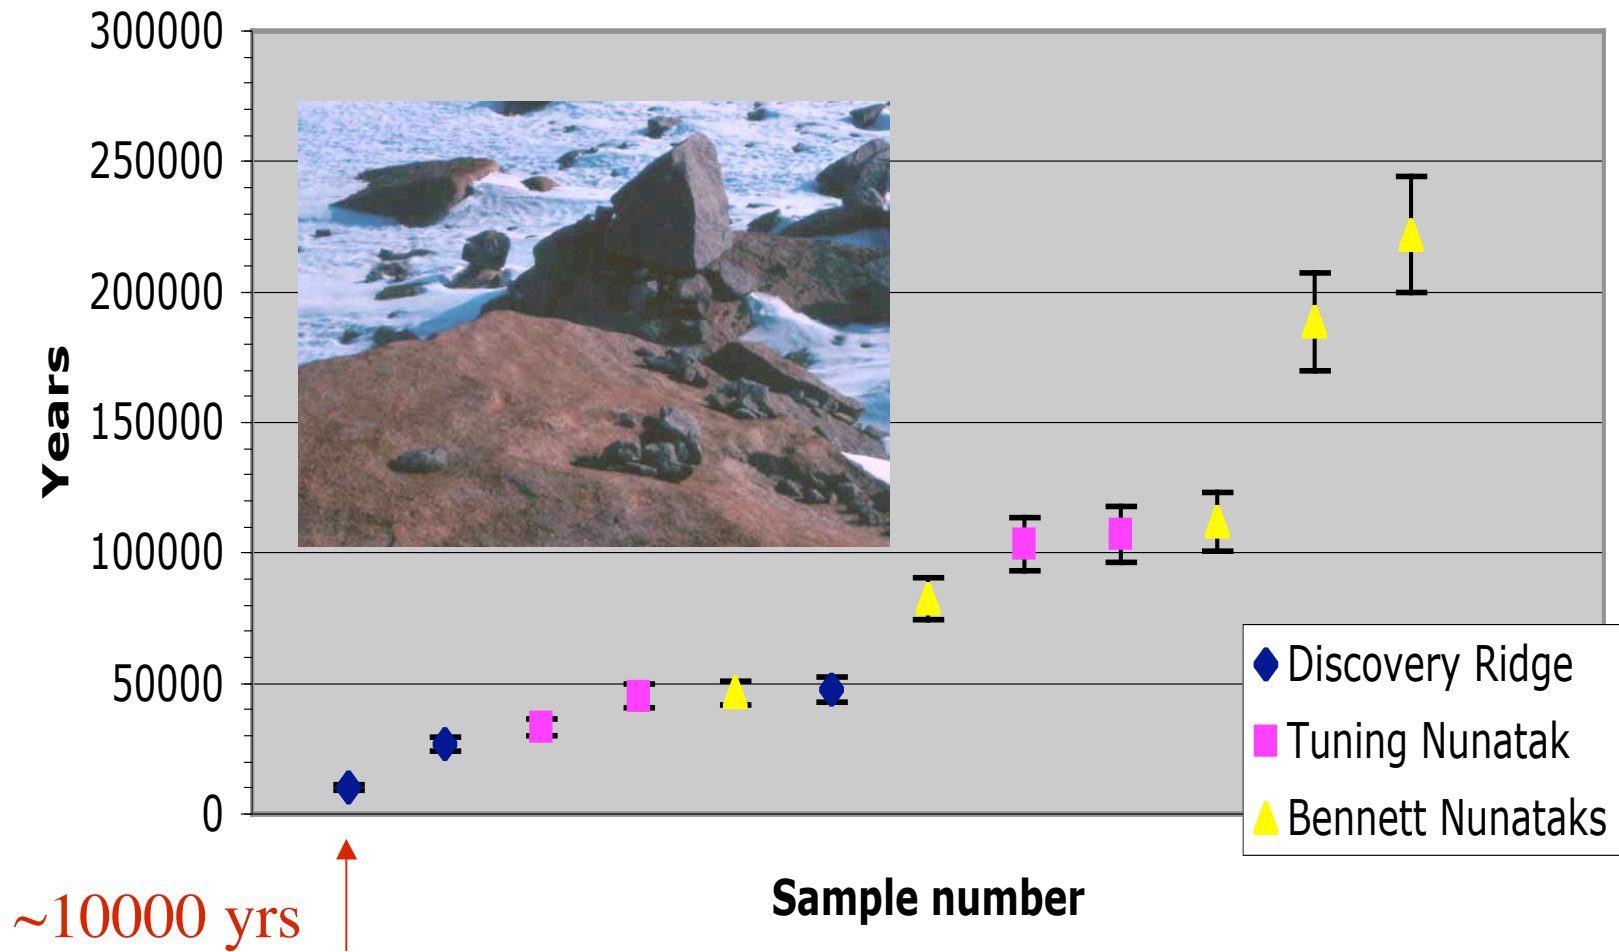 300000
250000
200000
150000
100000
50000
0
Years
Sample number
Discovery Ridge
Tuning Nunatak
Bennett Nunataks
~10000 yrs